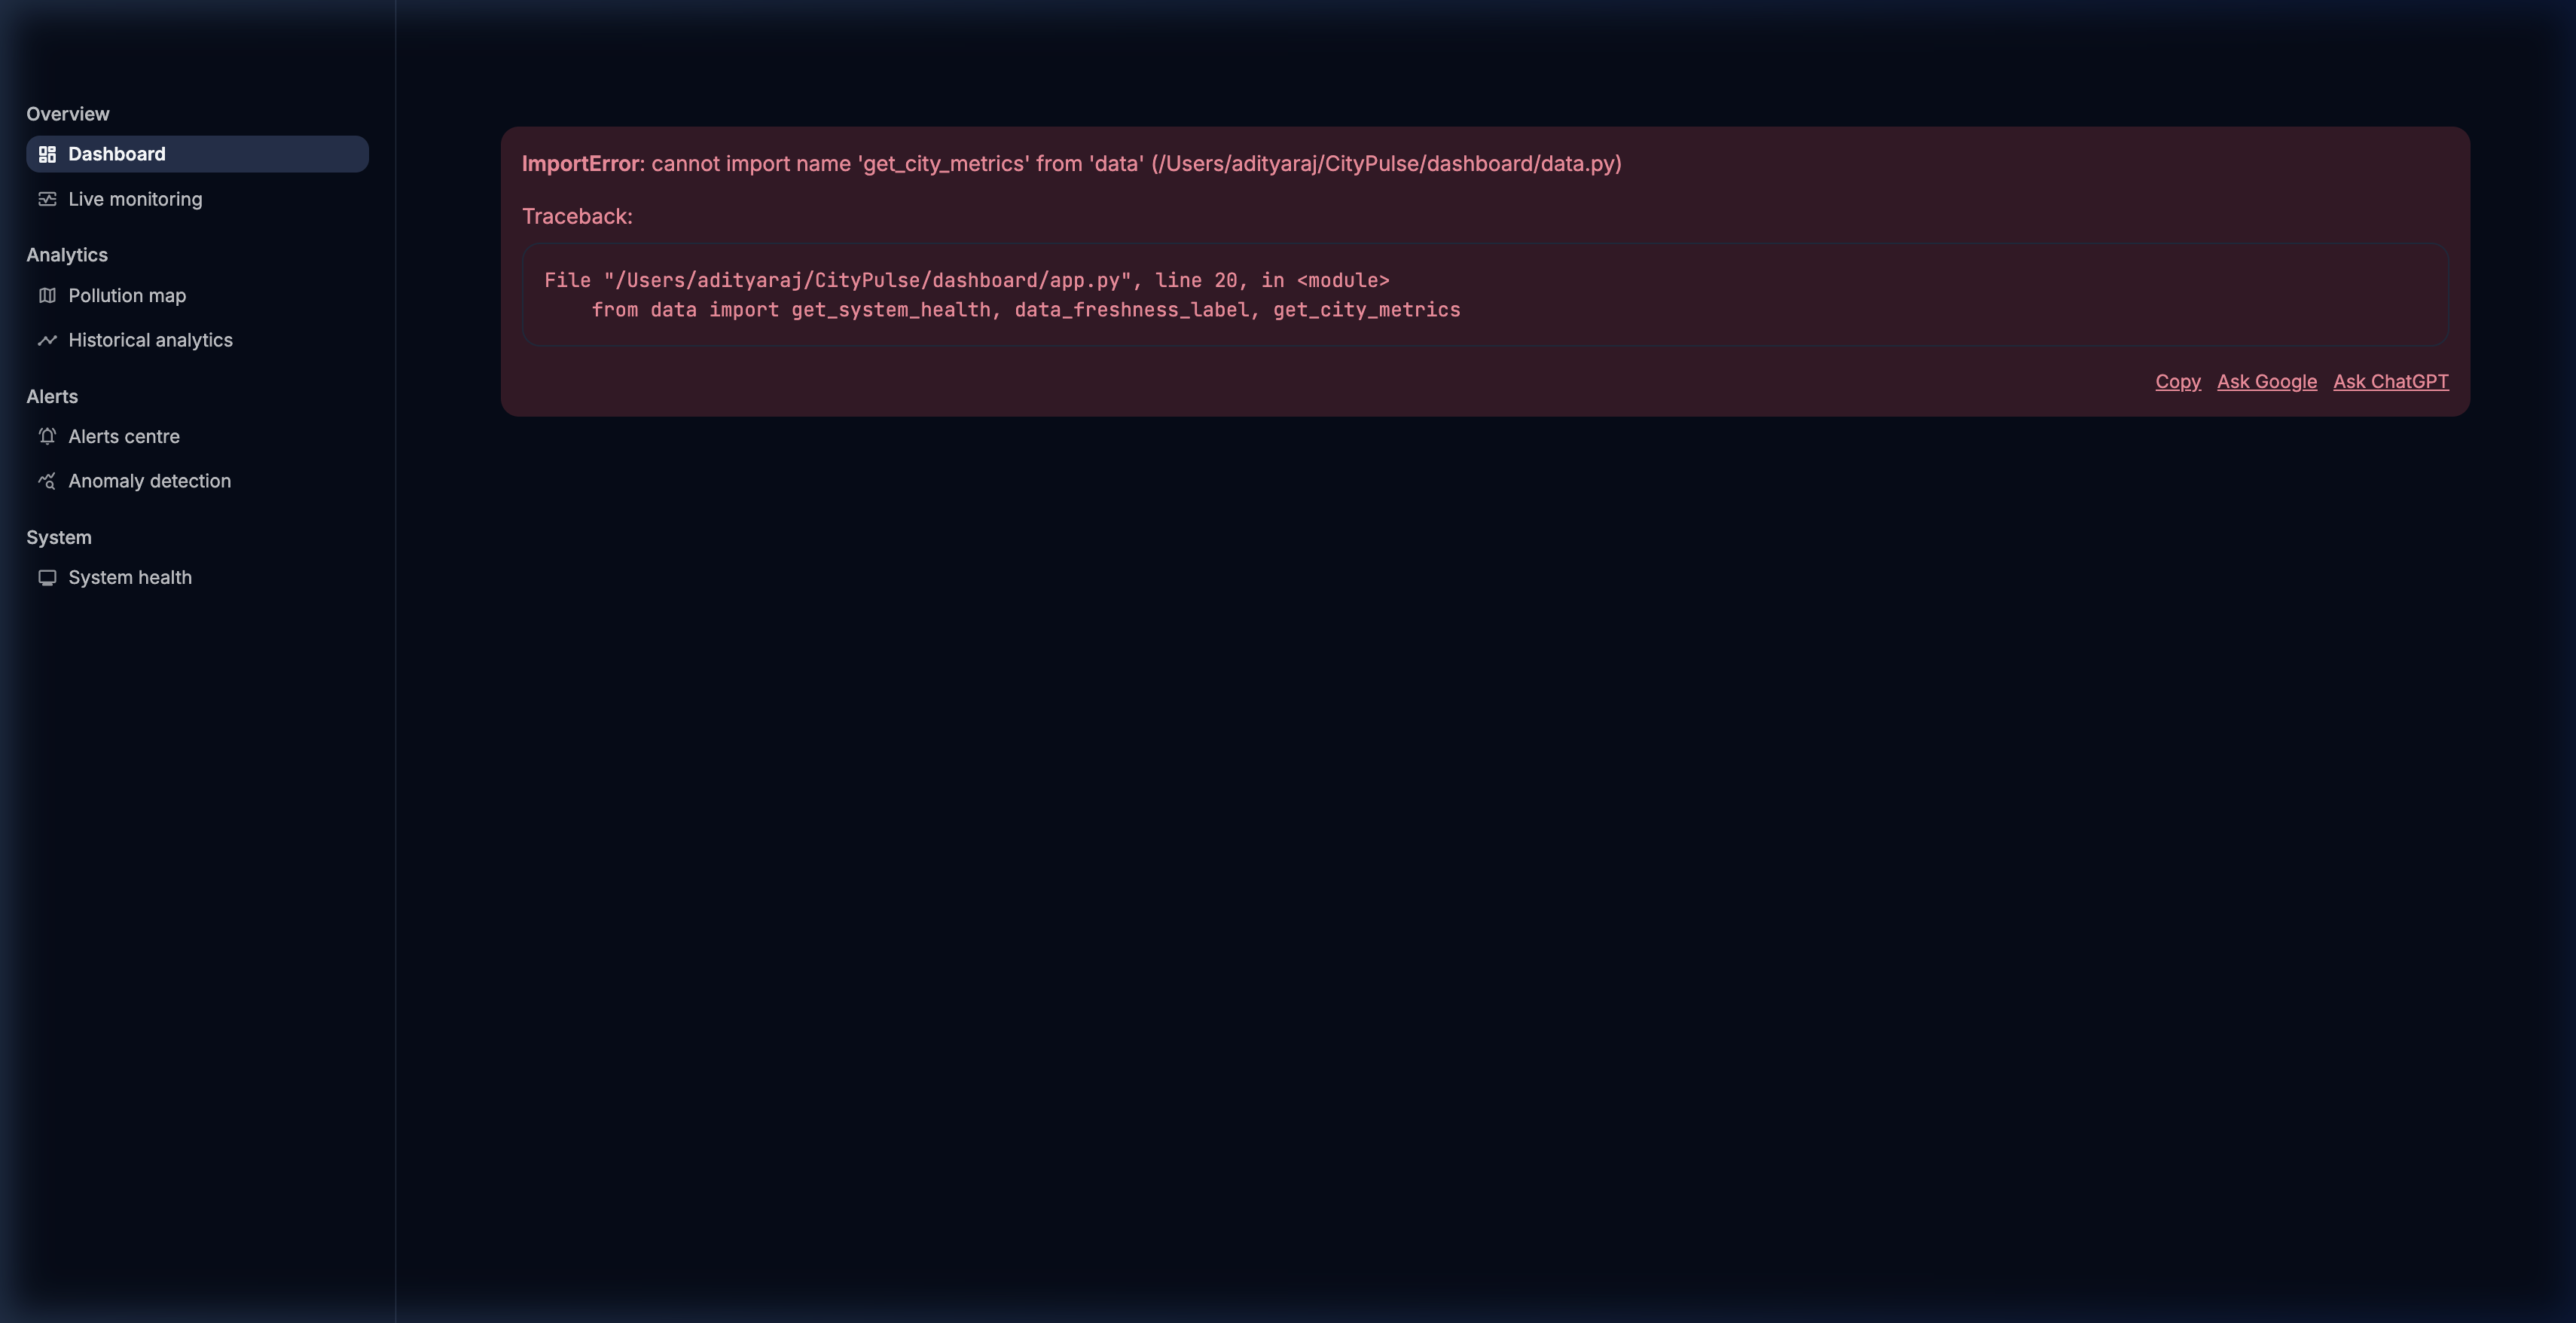 Overview
Dashboard
Live monitoring
Analytics
Pollution map
Historical analytics
Alerts
Alerts centre
Anomaly detection
System
System health
ImportError: cannot import name 'get_city_metrics' from 'data' (/Users/adityaraj/CityPulse/dashboard/data.py)
Traceback:
File "/Users/adityaraj/CityPulse/dashboard/app.py", line 20, in <module>
    from data import get_system_health, data_freshness_label, get_city_metrics
Copy Ask Google Ask ChatGPT